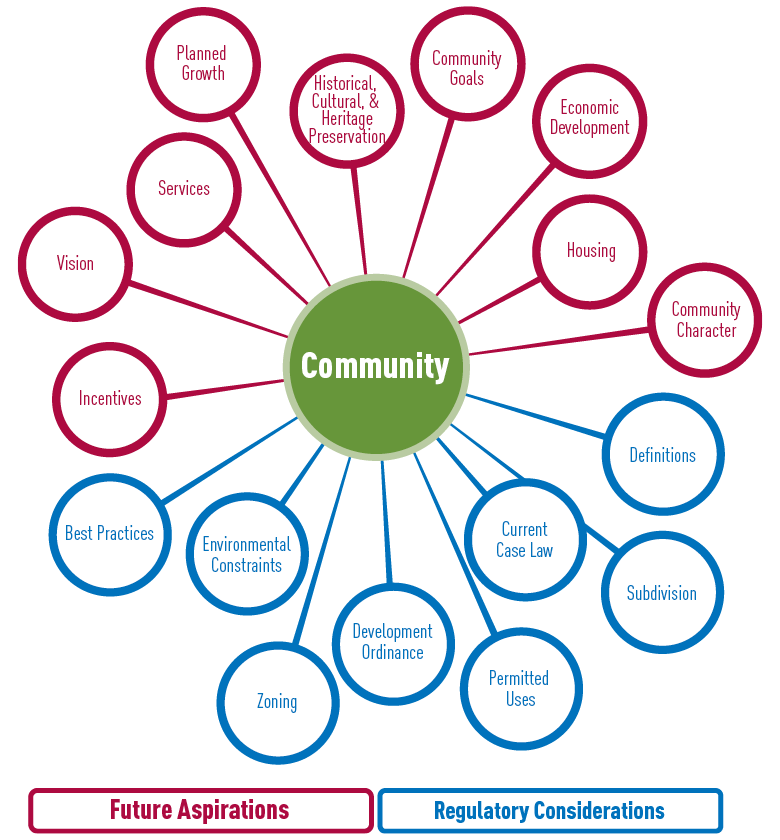 Planned
Growth
Historical,
Cultural, &
Heritage
Preservation
Community
Goals
Economic
Development
Services
Housing
Vision
Community
Character
Incentives
Community
Definitions
Best Practices
Environmental
Constraints
Current
Case Law
Subdivision
Development
Ordinance
Zoning
Permitted
Uses
Future Aspirations
Regulatory Considerations